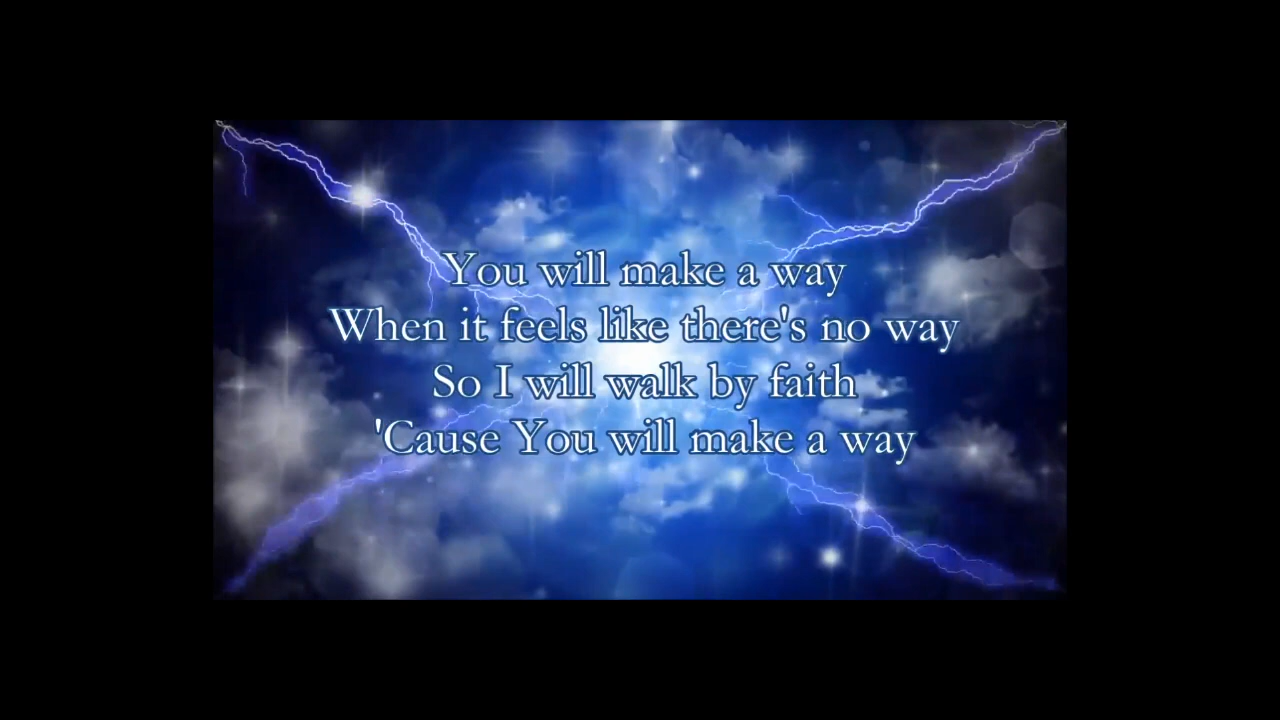 You will make a way
When it feels like there's no way
So I will walk by faith
'Cause You will make a way